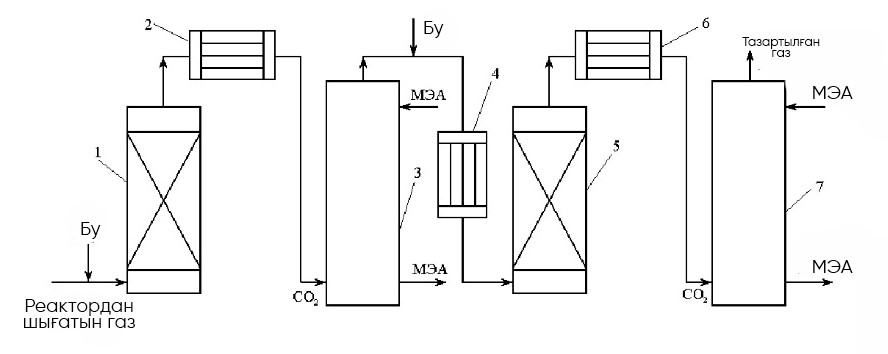 2
Бу
6
Тазартылған
газ
МЭА
4
МЭА
1
5
3
7
Бу
МЭА
МЭА
CO2
CO2
Реактордан
шығатын газ